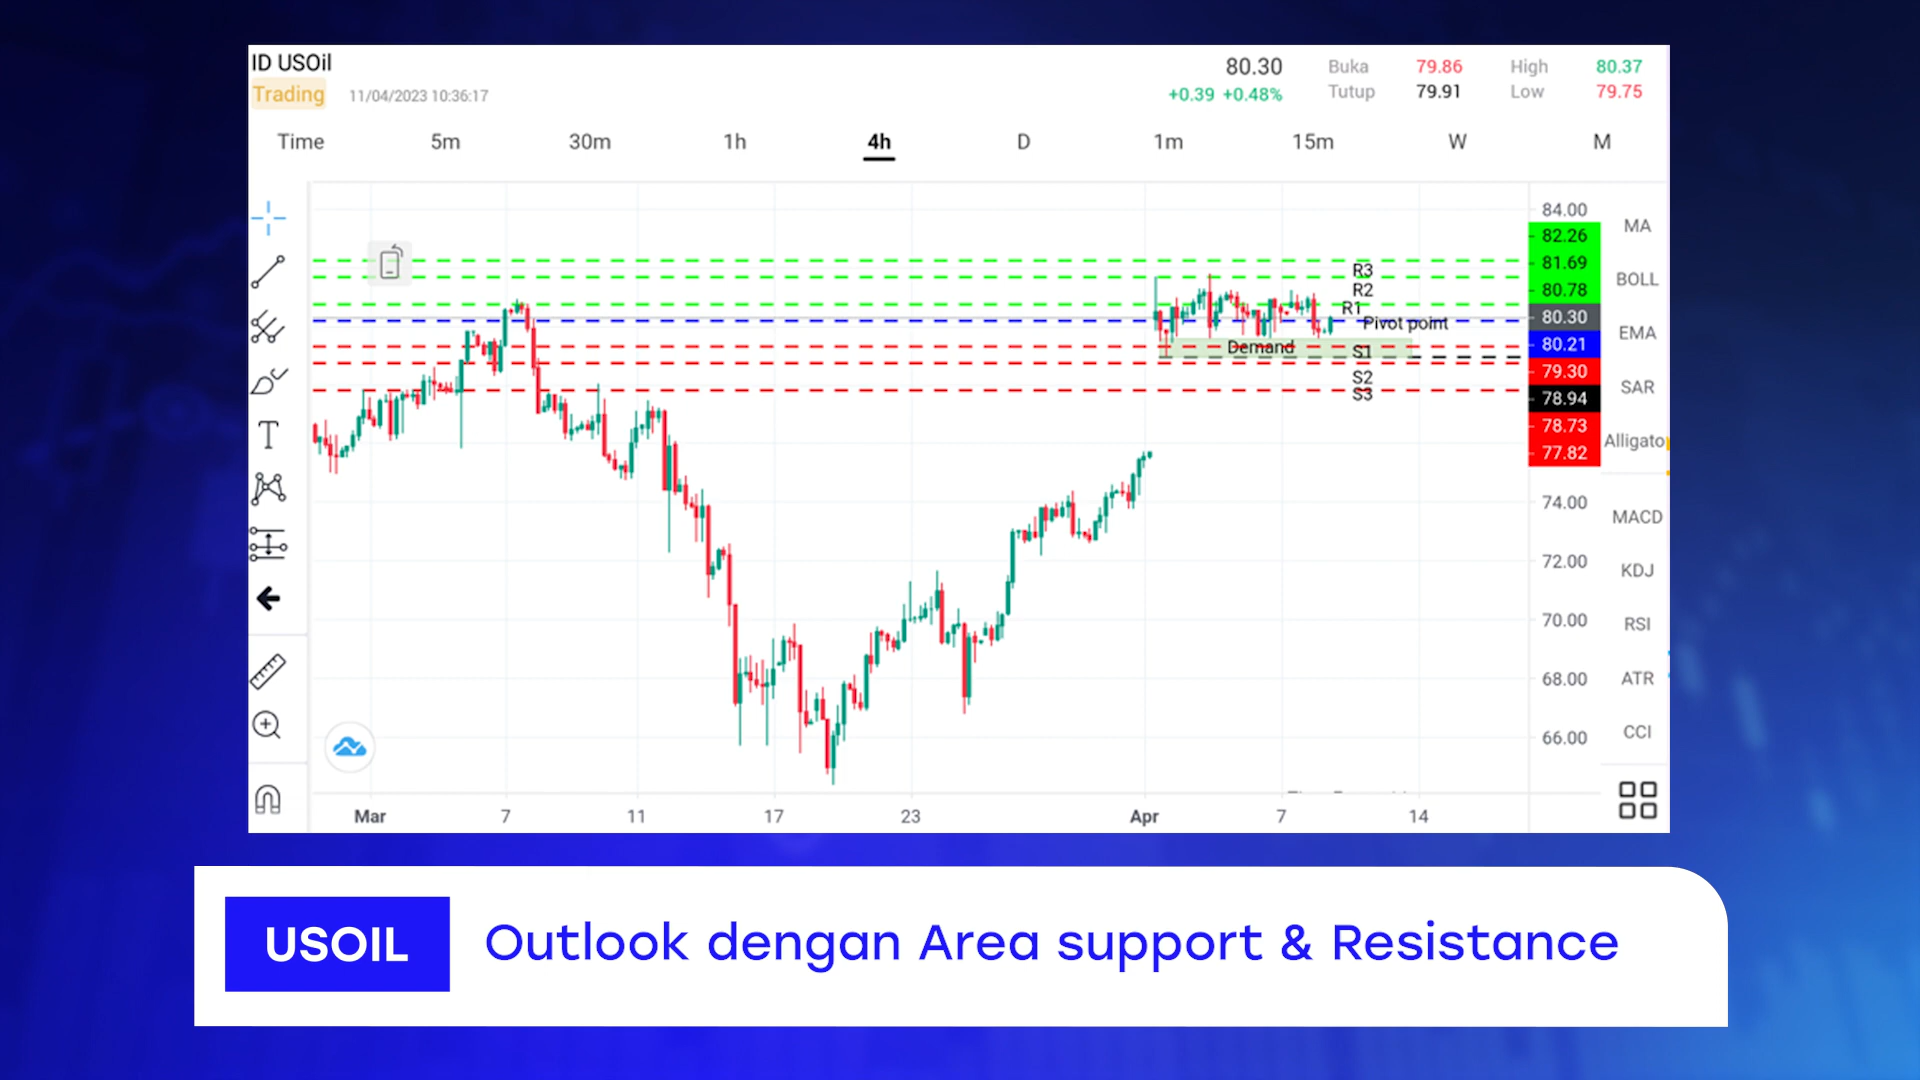 ID USOil
Trading 11/04/2023 10:36:17
80.30
+0.39 +0.48%
Buka 79.86 High 80.37
Tutup 79.91 Low 79.75
Time 5m 30m 1h 4h D 1m 15m W M
84.00
82.26
81.69
80.78
80.30
80.21
79.30
78.94
78.73
77.82
74.00
72.00
70.00
68.00
66.00
R3
R2
R1
Pivot point
Demand
S1
S2
S3
MA
BOLL
EMA
SAR
Alligato
MACD
KDJ
RSI
ATR
CCI
T
Mar 7 11 17 23 Apr 7 14
USOIL
Outlook dengan Area support & Resistance